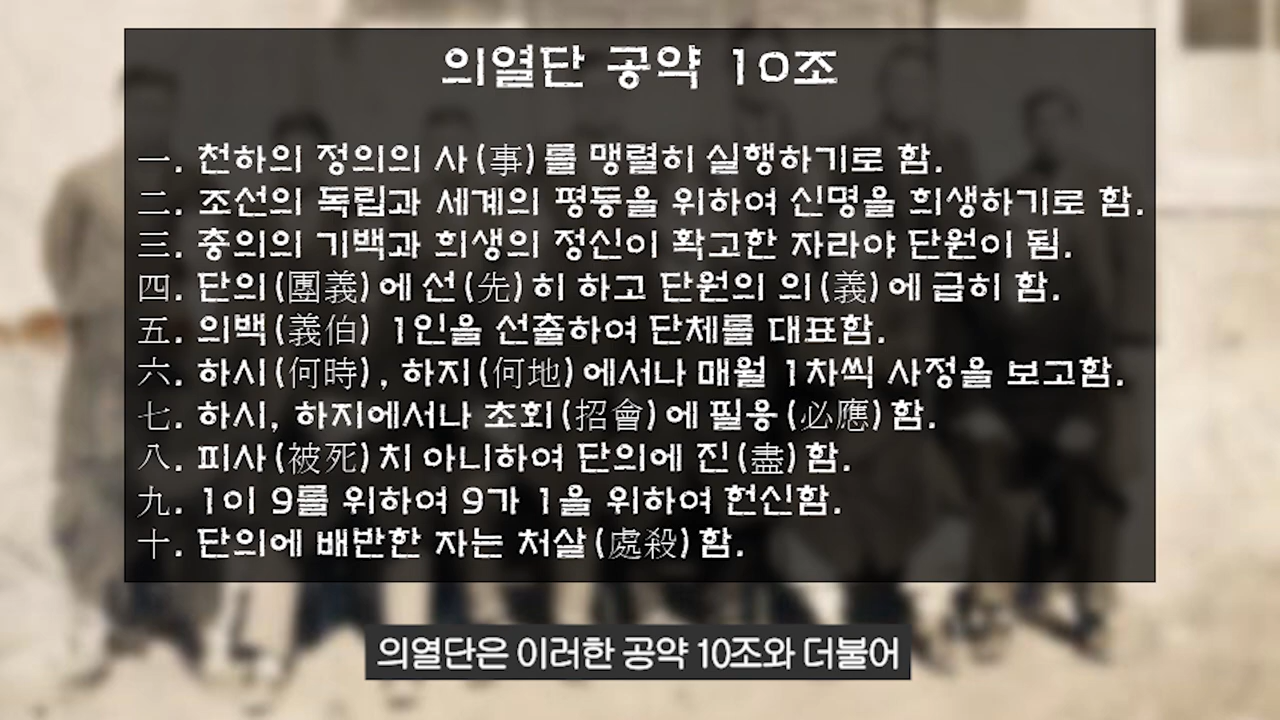 의열단 공약 10조
一. 천하의 정의의 사(事)를 맹렬히 실행하기로 함.
二. 조선의 독립과 세계의 평등을 위하여 신명을 희생하기로 함.
三. 충의의 기백과 희생의 정신이 확고한 자라야 단원이 됨.
四. 단의(團義)에 선(先)히 하고 단원의 의(義)에 급히 함.
五. 의백(義伯) 1인을 선출하여 단체를 대표함.
六. 하시(何時), 하지(何地)에서나 매월 1차씩 사정을 보고함.
七. 하시, 하지에서나 초회(招會)에 필응(必應)함.
八. 피사(被死)치 아니하여 단의에 진(盡)함.
九. 1이 9를 위하여 9가 1을 위하여 헌신함.
十. 단의에 배반한 자는 처살(處殺)함.
의열단은 이러한 공약 10조와 더불어